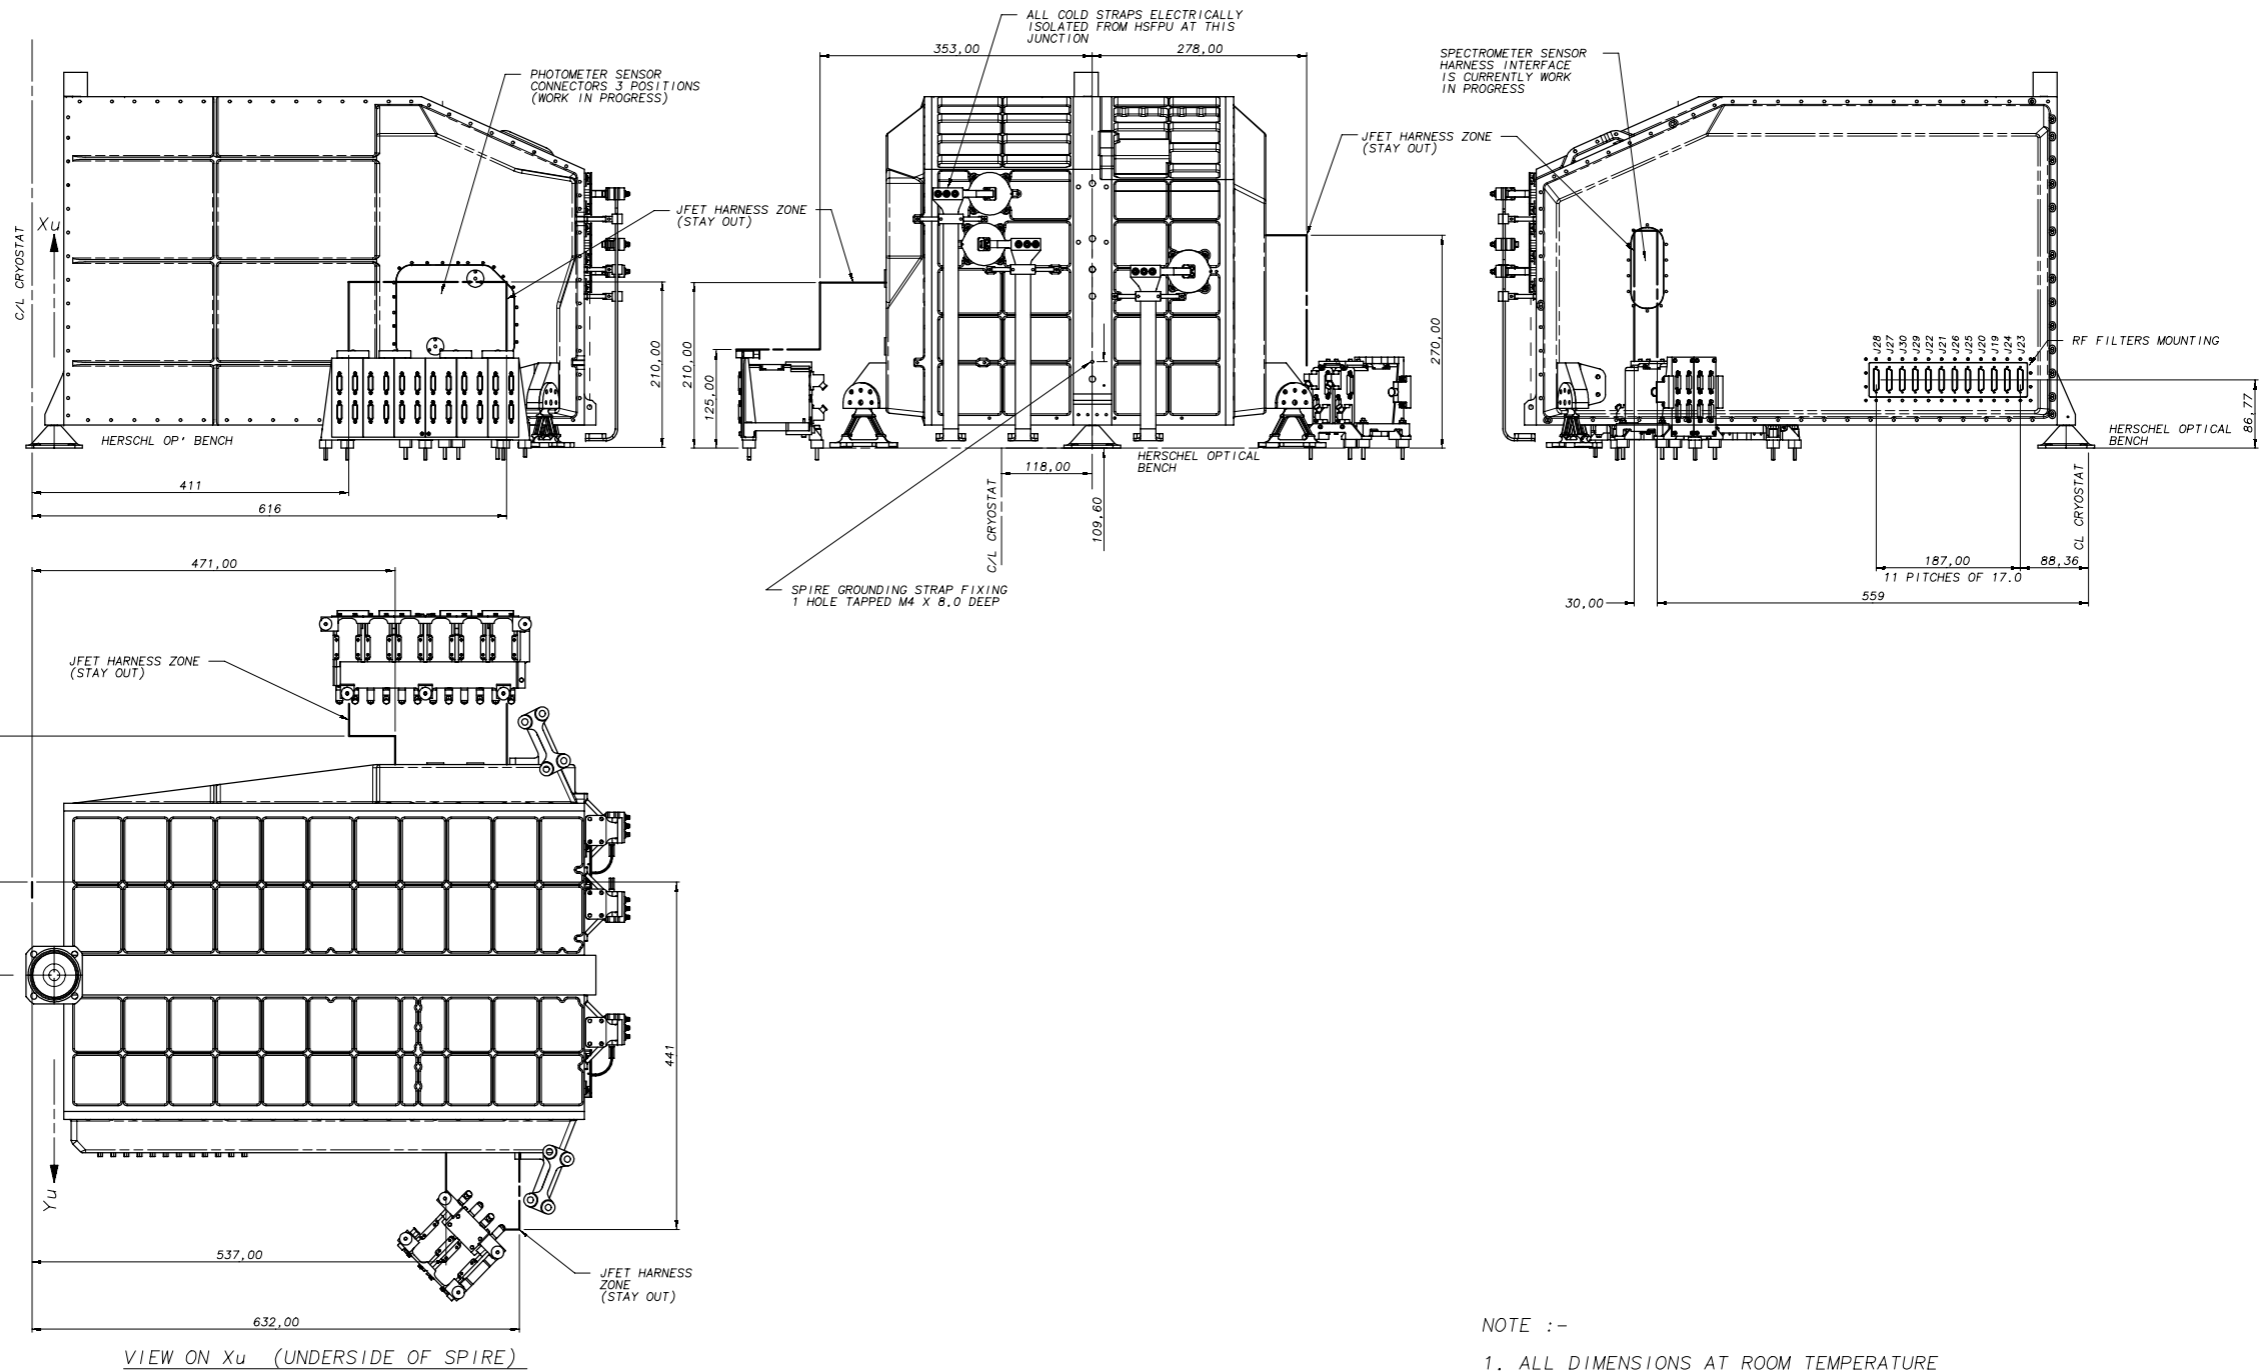 ALL COLD STRAPS ELECTRICALLY
ISOLATED FROM HSFPU AT THIS
JUNCTION
353,00
278,00
PHOTOMETER SENSOR
CONNECTORS 3 POSITIONS
(WORK IN PROGRESS)
SPECTROMETER SENSOR
HARNESS INTERFACE
IS CURRENTLY WORK
IN PROGRESS
JFET HARNESS ZONE
(STAY OUT)
JFET HARNESS ZONE
(STAY OUT)
Xu
C/L CRYOSTAT
HERSCHL OP' BENCH
210,00
411
616
210,00
125,00
270,00
118,00
C/L CRYOSTAT
109,60
HERSCHEL OPTICAL
BENCH
SPIRE GROUNDING STRAP FIXING
1 HOLE TAPPED M4 X 8,0 DEEP
J28
J27
J30
J29
J22
J21
J26
J25
J20
J19
J24
J23
RF FILTERS MOUNTING
86,77
HERSCHEL OPTICAL
BENCH
CL CRYOSTAT
187,00
88,36
11 PITCHES OF 17.0
30,00
559
471,00
JFET HARNESS ZONE
(STAY OUT)
441
Yu
537,00
JFET HARNESS
ZONE
(STAY OUT)
632,00
VIEW ON Xu (UNDERSIDE OF SPIRE)
NOTE :-
1. ALL DIMENSIONS AT ROOM TEMPERATURE